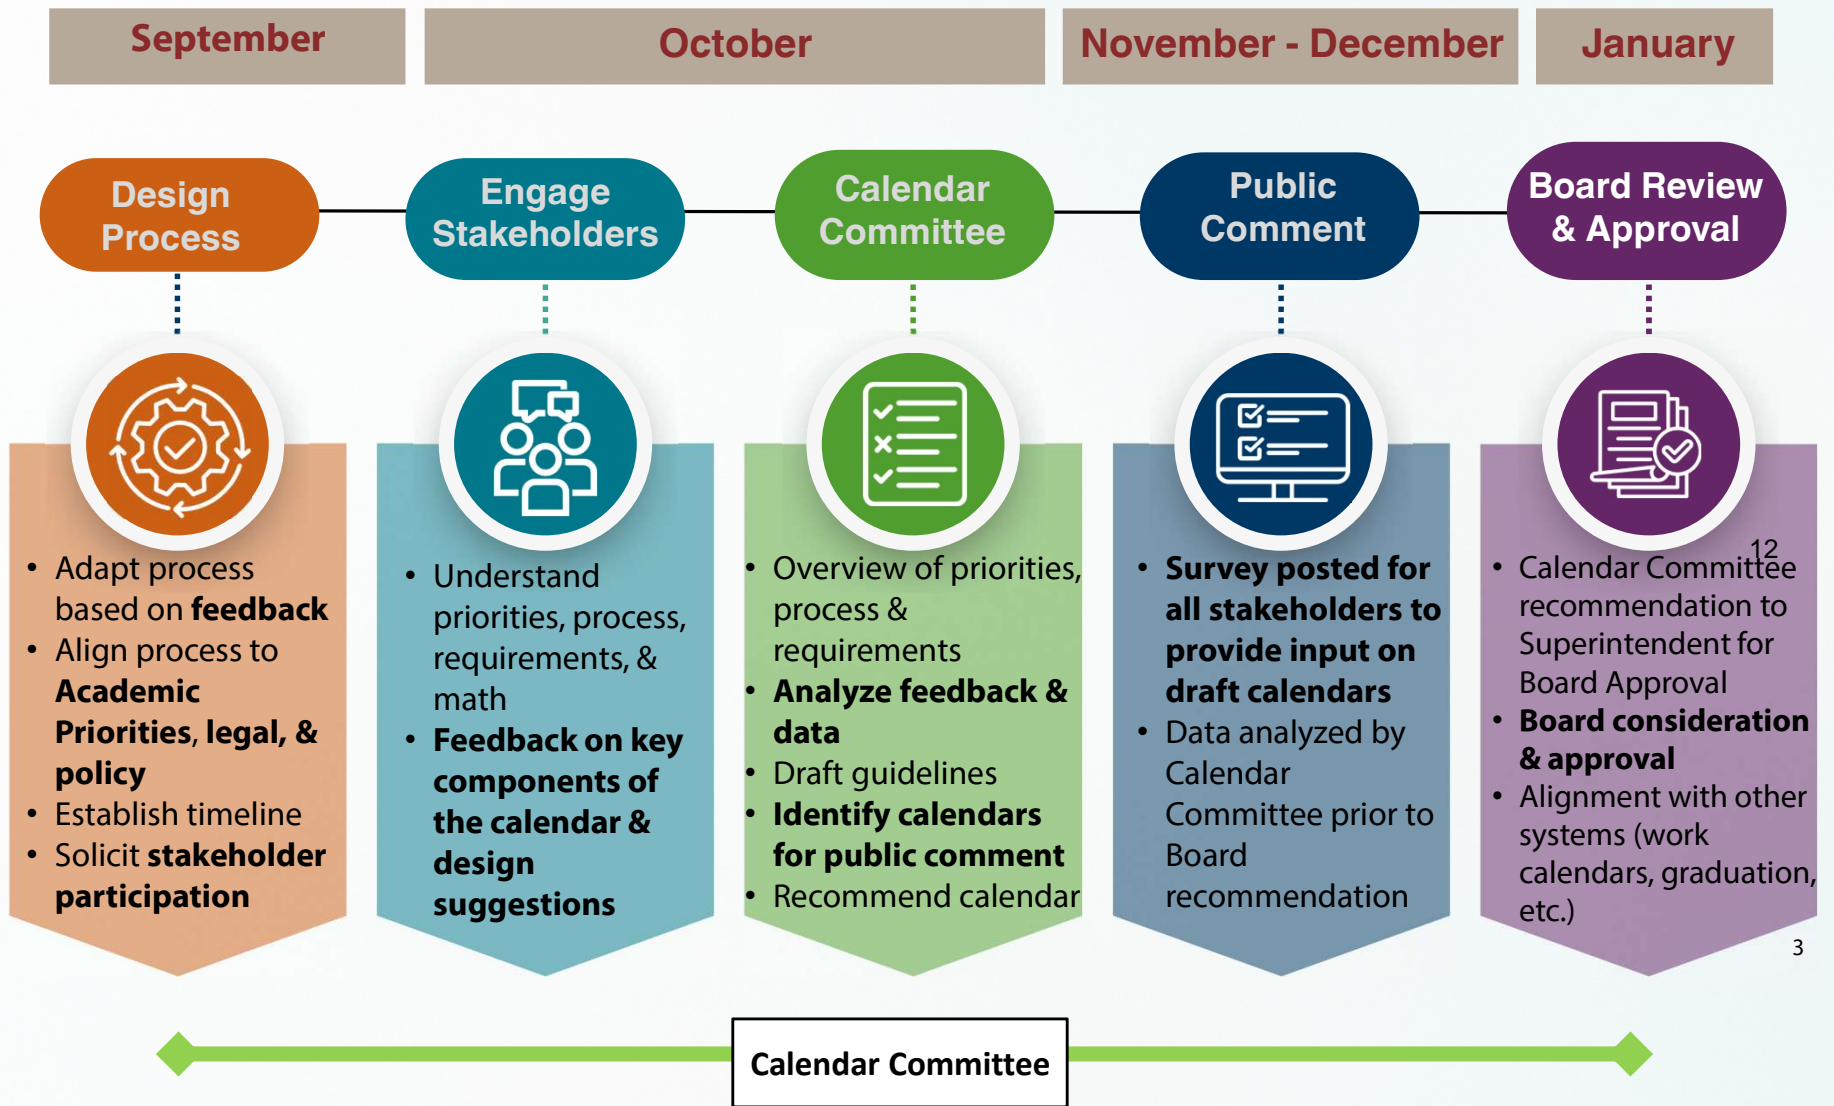 September
October
November - December
January
Design
Process
Engage
Stakeholders
Calendar
Committee
Public
Comment
Board Review
& Approval
• Adapt process
based on feedback
• Align process to
Academic
Priorities, legal, &
policy
• Establish timeline
• Solicit stakeholder
participation
• Understand
priorities, process,
requirements, &
math
• Feedback on key
components of
the calendar &
design
suggestions
• Overview of priorities,
process &
requirements
• Analyze feedback &
data
• Draft guidelines
• Identify calendars
for public comment
• Recommend calendar
• Survey posted for
all stakeholders to
provide input on
draft calendars
• Data analyzed by
Calendar
Committee prior to
Board
recommendation
12
• Calendar Committee
recommendation to
Superintendent for
Board Approval
• Board consideration
& approval
• Alignment with other
systems (work
calendars, graduation,
etc.)
3
Calendar Committee